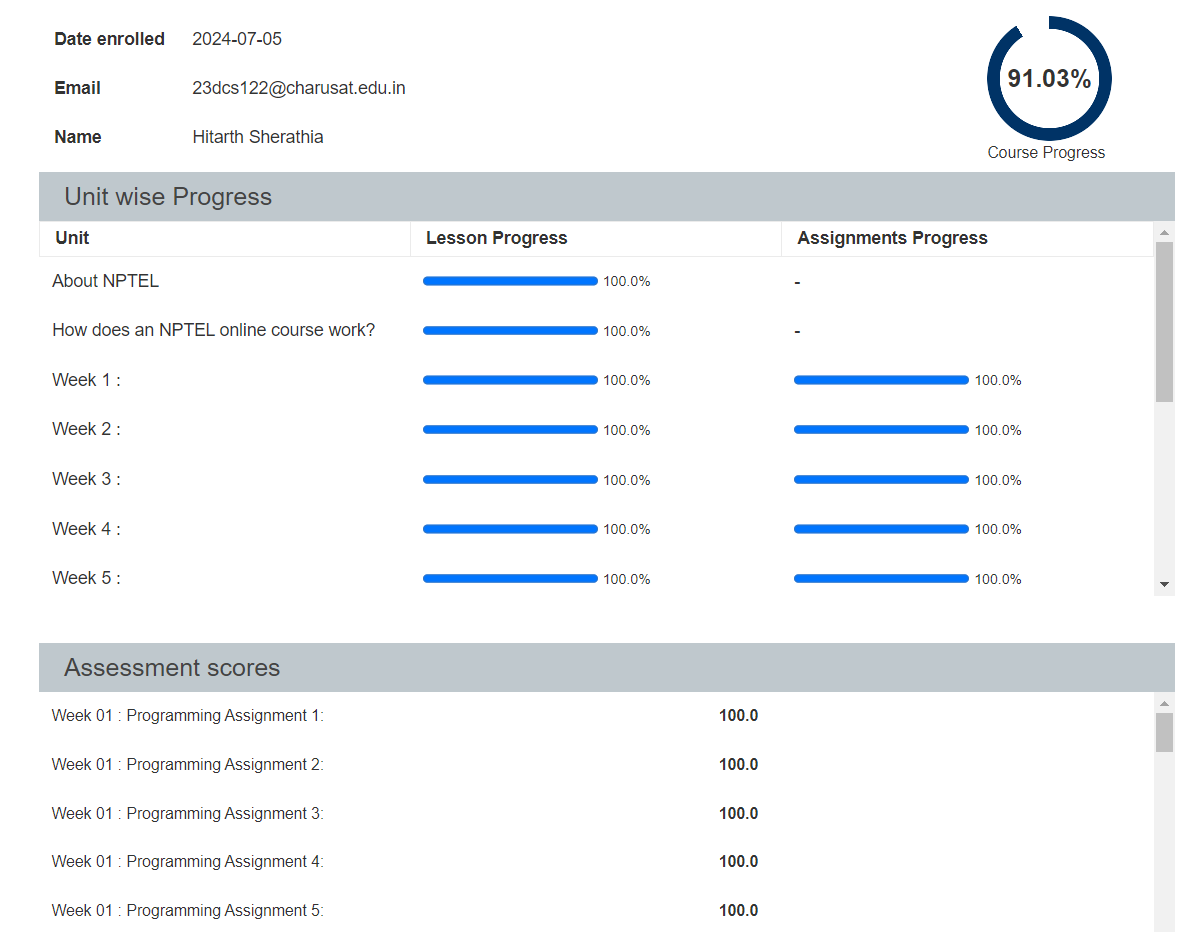 Date enrolled 2024-07-05
91.03%
Email 23dcs122@charusat.edu.in
Name Hitarth Sherathia
Course Progress
Unit wise Progress
Unit Lesson Progress Assignments Progress
About NPTEL 100.0% -
How does an NPTEL online course work? 100.0% -
Week 1 : 100.0% 100.0%
Week 2 : 100.0% 100.0%
Week 3 : 100.0% 100.0%
Week 4 : 100.0% 100.0%
Week 5 : 100.0% 100.0%
Assessment scores
Week 01 : Programming Assignment 1: 100.0
Week 01 : Programming Assignment 2: 100.0
Week 01 : Programming Assignment 3: 100.0
Week 01 : Programming Assignment 4: 100.0
Week 01 : Programming Assignment 5: 100.0